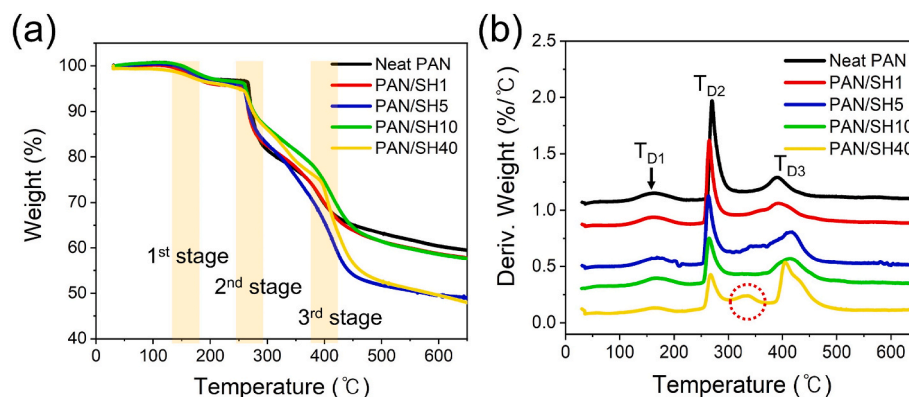 (a)
100
90
80
70
60
50
40
Weight (%)
0
100
200
300
400
500
600
Temperature (℃)
Neat PAN
PAN/SH1
PAN/SH5
PAN/SH10
PAN/SH40
1st stage
2nd stage
3rd stage
(b)
2.5
2.0
1.5
1.0
0.5
0.0
Deriv. Weight (%/℃)
0
100
200
300
400
500
600
Temperature (℃)
TD1
TD2
TD3
Neat PAN
PAN/SH1
PAN/SH5
PAN/SH10
PAN/SH40